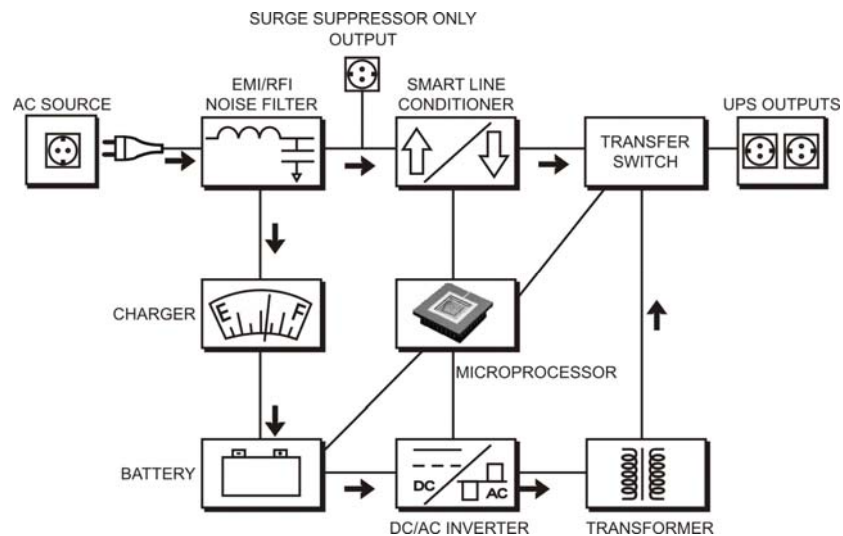 SURGE SUPPRESSOR ONLY
OUTPUT
AC SOURCE
EMI/RFI
NOISE FILTER
SMART LINE
CONDITIONER
UPS OUTPUTS
TRANSFER
SWITCH
CHARGER
E F
MICROPROCESSOR
BATTERY
DC
AC
DC/AC INVERTER
TRANSFORMER